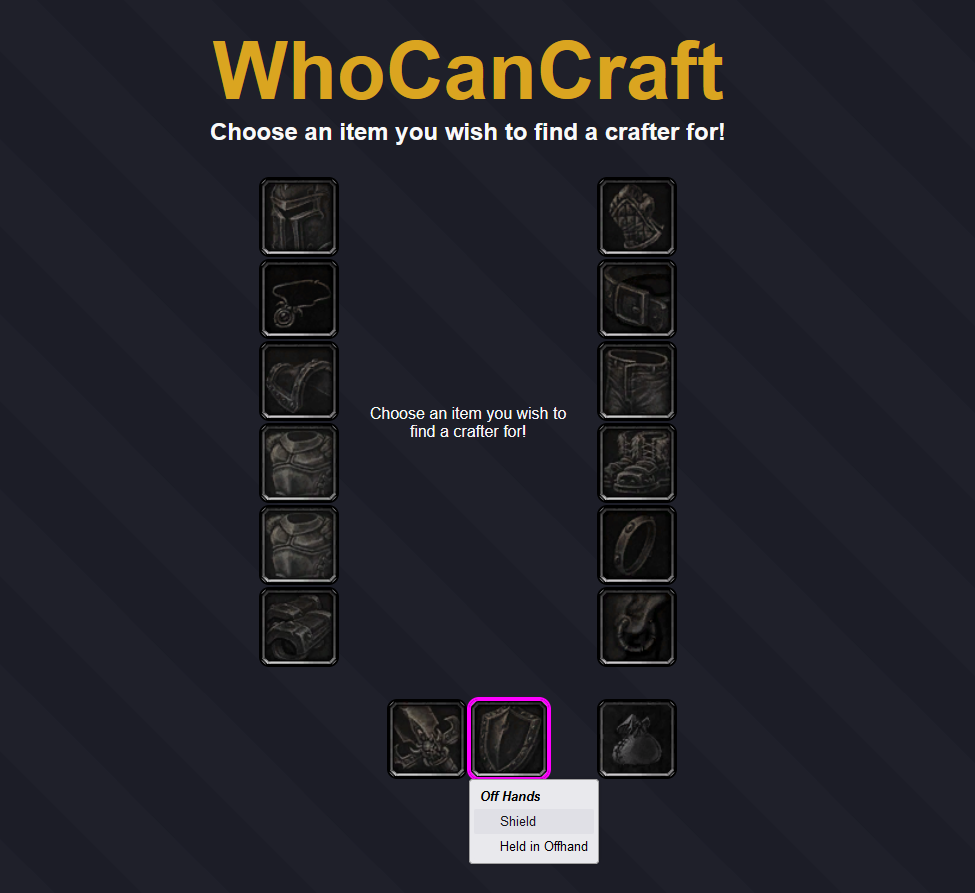 WhoCanCraft
Choose an item you wish to find a crafter for!
Choose an item you wish to
find a crafter for!
Off Hands
Shield
Held in Offhand